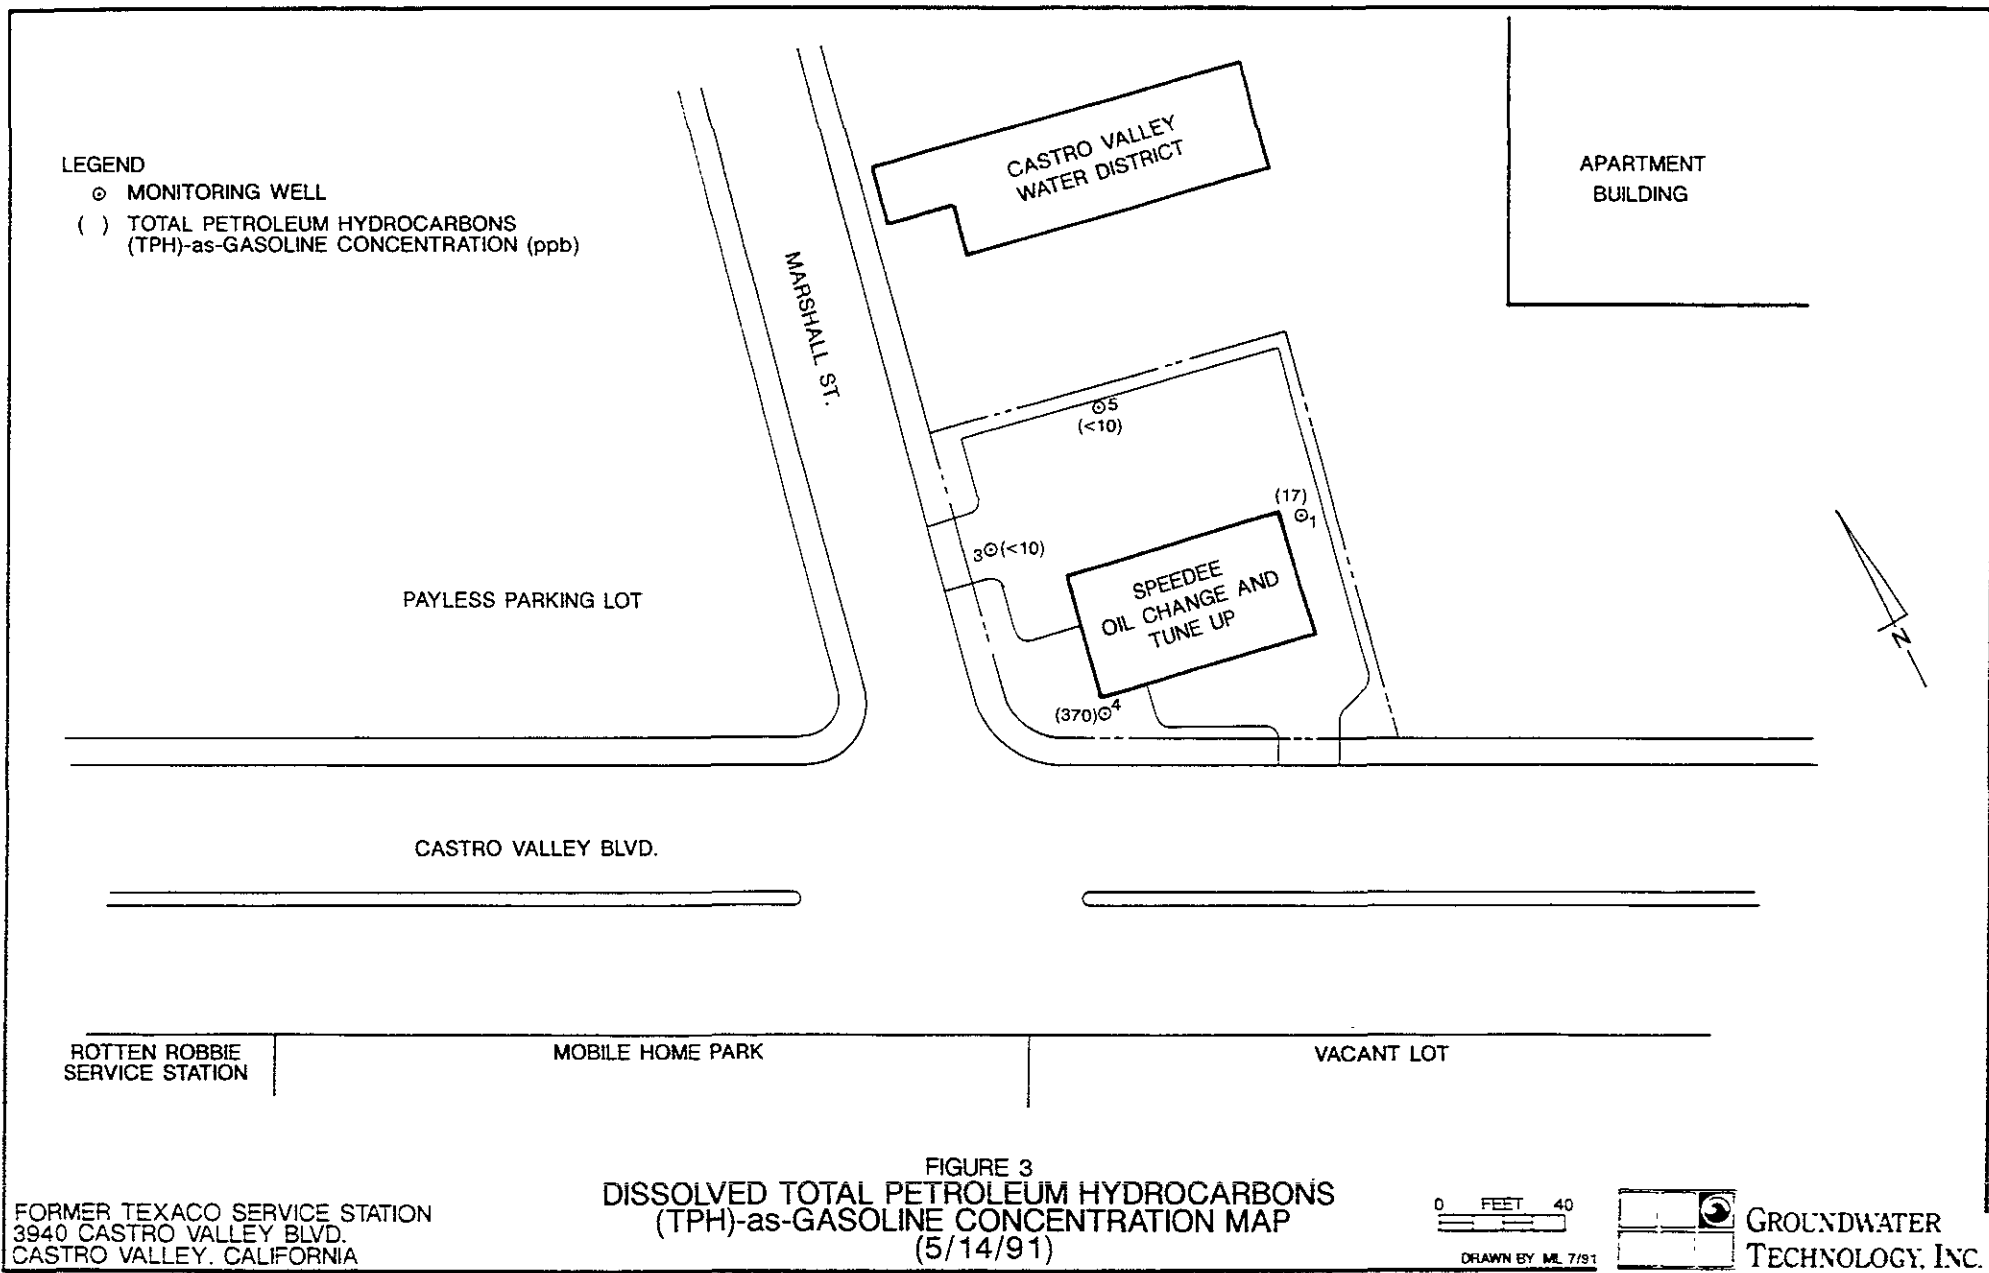 LEGEND
⊙ MONITORING WELL
( ) TOTAL PETROLEUM HYDROCARBONS
(TPH)-as-GASOLINE CONCENTRATION (ppb)
CASTRO VALLEY
WATER DISTRICT
APARTMENT
BUILDING
MARSHALL ST.
5
(<10)
(17)
1
3 (<10)
SPEEDEE
OIL CHANGE AND
TUNE UP
(370) 4
PAYLESS PARKING LOT
N
CASTRO VALLEY BLVD.
ROTTEN ROBBIE
SERVICE STATION
MOBILE HOME PARK
VACANT LOT
FIGURE 3
DISSOLVED TOTAL PETROLEUM HYDROCARBONS
(TPH)-as-GASOLINE CONCENTRATION MAP
(5/14/91)
FORMER TEXACO SERVICE STATION
3940 CASTRO VALLEY BLVD.
CASTRO VALLEY, CALIFORNIA
0 FEET 40
DRAWN BY ML 7/91
GROUNDWATER
TECHNOLOGY, INC.